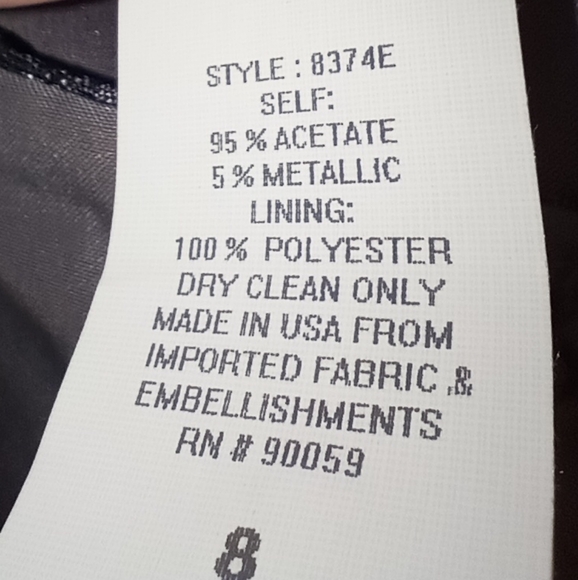 STYLE : 8374E
SELF:
95 % ACETATE
5 % METALLIC
LINING:
100 % POLYESTER
DRY CLEAN ONLY
MADE IN USA FROM
IMPORTED FABRIC &
EMBELLISHMENTS
RN # 90059
8